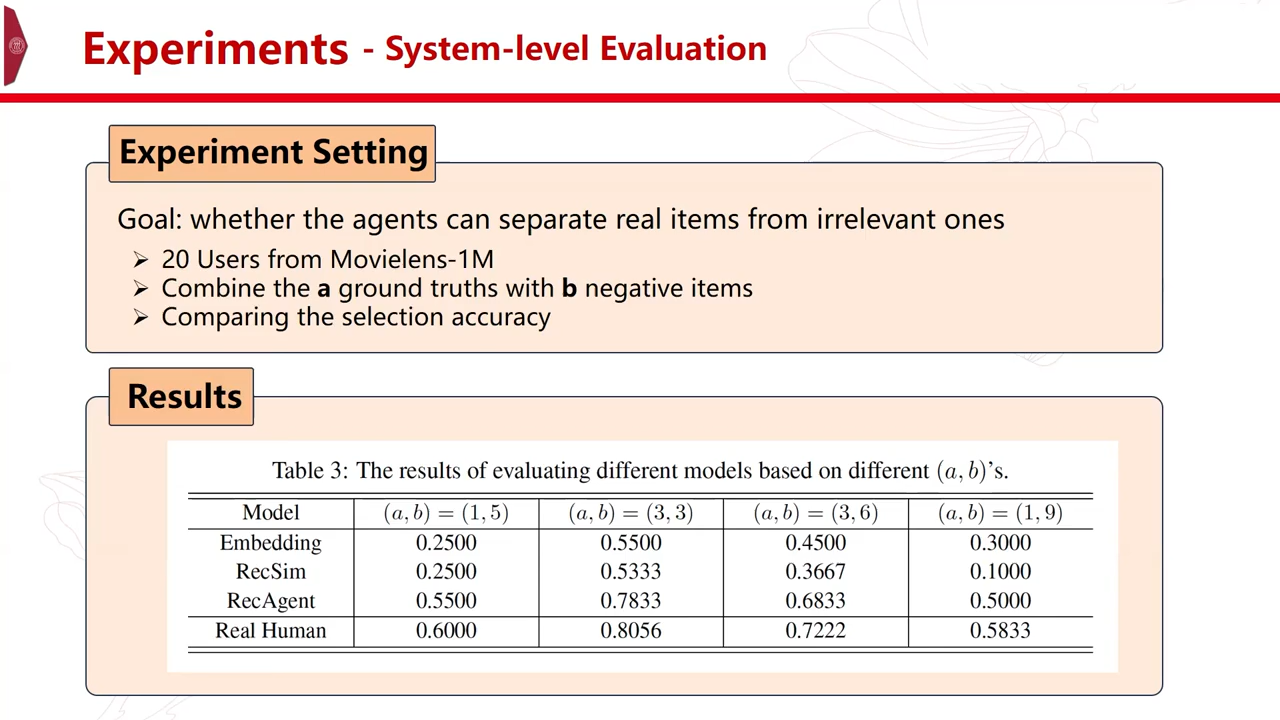 Experiments - System-level Evaluation
Experiment Setting
Goal: whether the agents can separate real items from irrelevant ones
➢ 20 Users from Movielens-1M
➢ Combine the a ground truths with b negative items
➢ Comparing the selection accuracy
Results
Table 3: The results of evaluating different models based on different (a, b)'s.
Model (a, b) = (1, 5) (a, b) = (3, 3) (a, b) = (3, 6) (a, b) = (1, 9)
Embedding 0.2500 0.5500 0.4500 0.3000
RecSim 0.2500 0.5333 0.3667 0.1000
RecAgent 0.5500 0.7833 0.6833 0.5000
Real Human 0.6000 0.8056 0.7222 0.5833